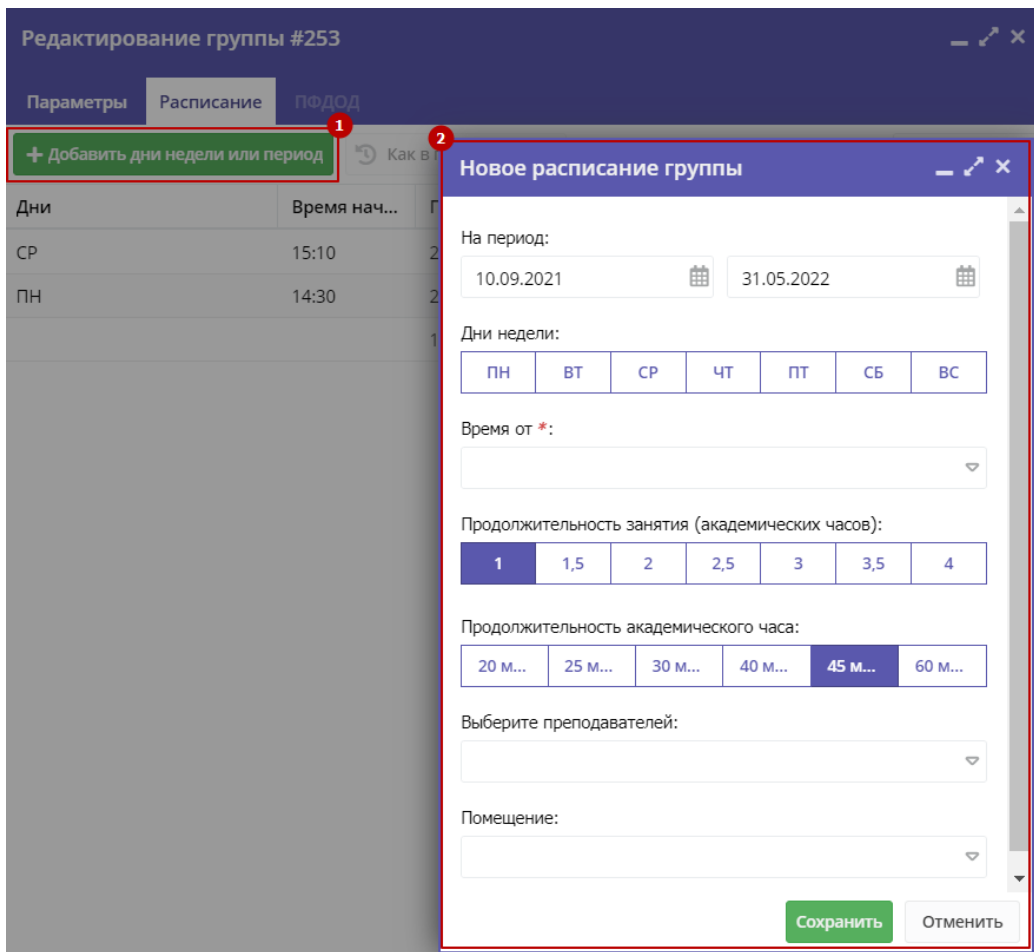 Редактирование группы #253
Параметры Расписание ПФДОД
1
+ Добавить дни недели или период Как в
Дни Время нач...
СР 15:10 2
ПН 14:30 2
1
2
Новое расписание группы
На период:
10.09.2021 31.05.2022
Дни недели:
ПН ВТ СР ЧТ ПТ СБ ВС
Время от *:
Продолжительность занятия (академических часов):
1 1,5 2 2,5 3 3,5 4
Продолжительность академического часа:
20 м... 25 м... 30 м... 40 м... 45 м... 60 м...
Выберите преподавателей:
Помещение:
Сохранить Отменить